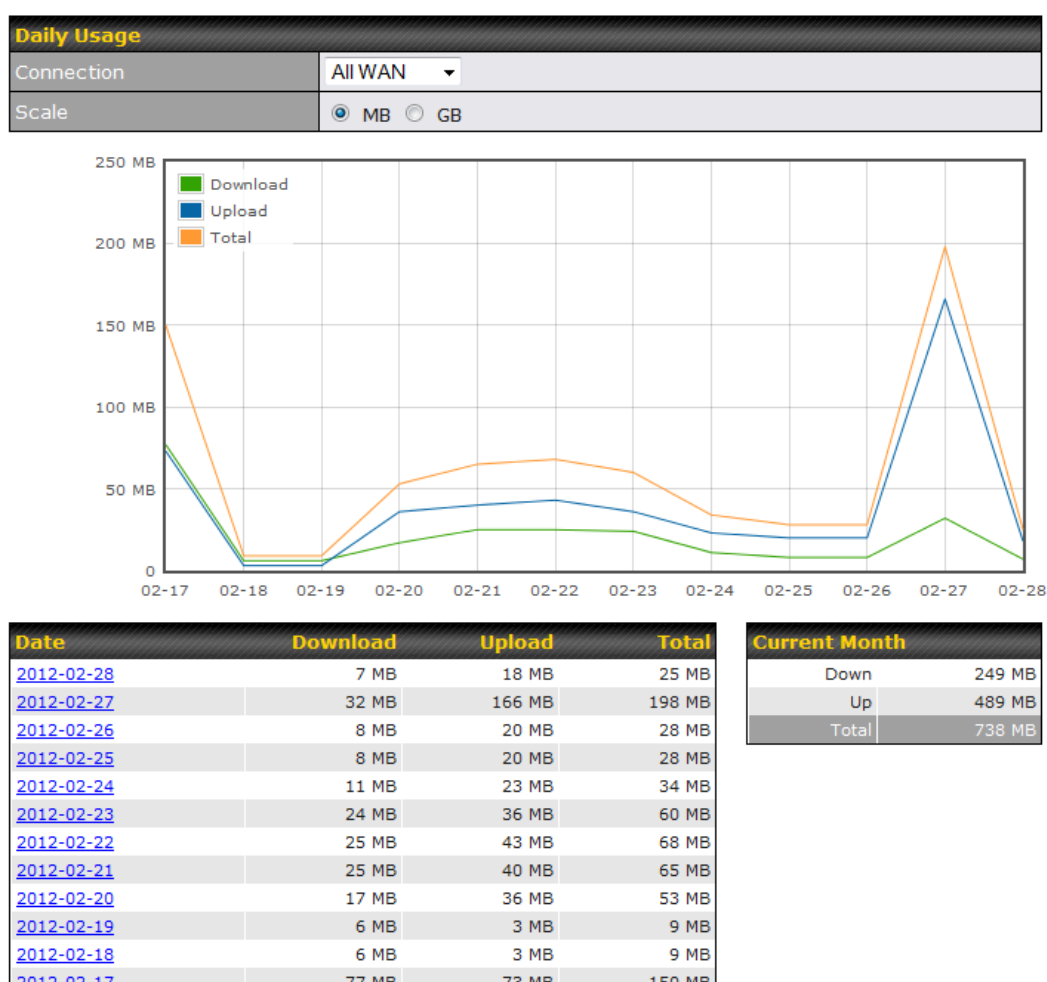 Daily Usage
Connection All WAN
Scale MB GB
250 MB
Download
Upload
200 MB Total
150 MB
100 MB
50 MB
0
02-17 02-18 02-19 02-20 02-21 02-22 02-23 02-24 02-25 02-26 02-27 02-28
Date Download Upload Total
2012-02-28 7 MB 18 MB 25 MB
2012-02-27 32 MB 166 MB 198 MB
2012-02-26 8 MB 20 MB 28 MB
2012-02-25 8 MB 20 MB 28 MB
2012-02-24 11 MB 23 MB 34 MB
2012-02-23 24 MB 36 MB 60 MB
2012-02-22 25 MB 43 MB 68 MB
2012-02-21 25 MB 40 MB 65 MB
2012-02-20 17 MB 36 MB 53 MB
2012-02-19 6 MB 3 MB 9 MB
2012-02-18 6 MB 3 MB 9 MB
2012-02-17 77 MB 73 MB MB
Current Month
Down 249 MB
Up 489 MB
Total 738 MB